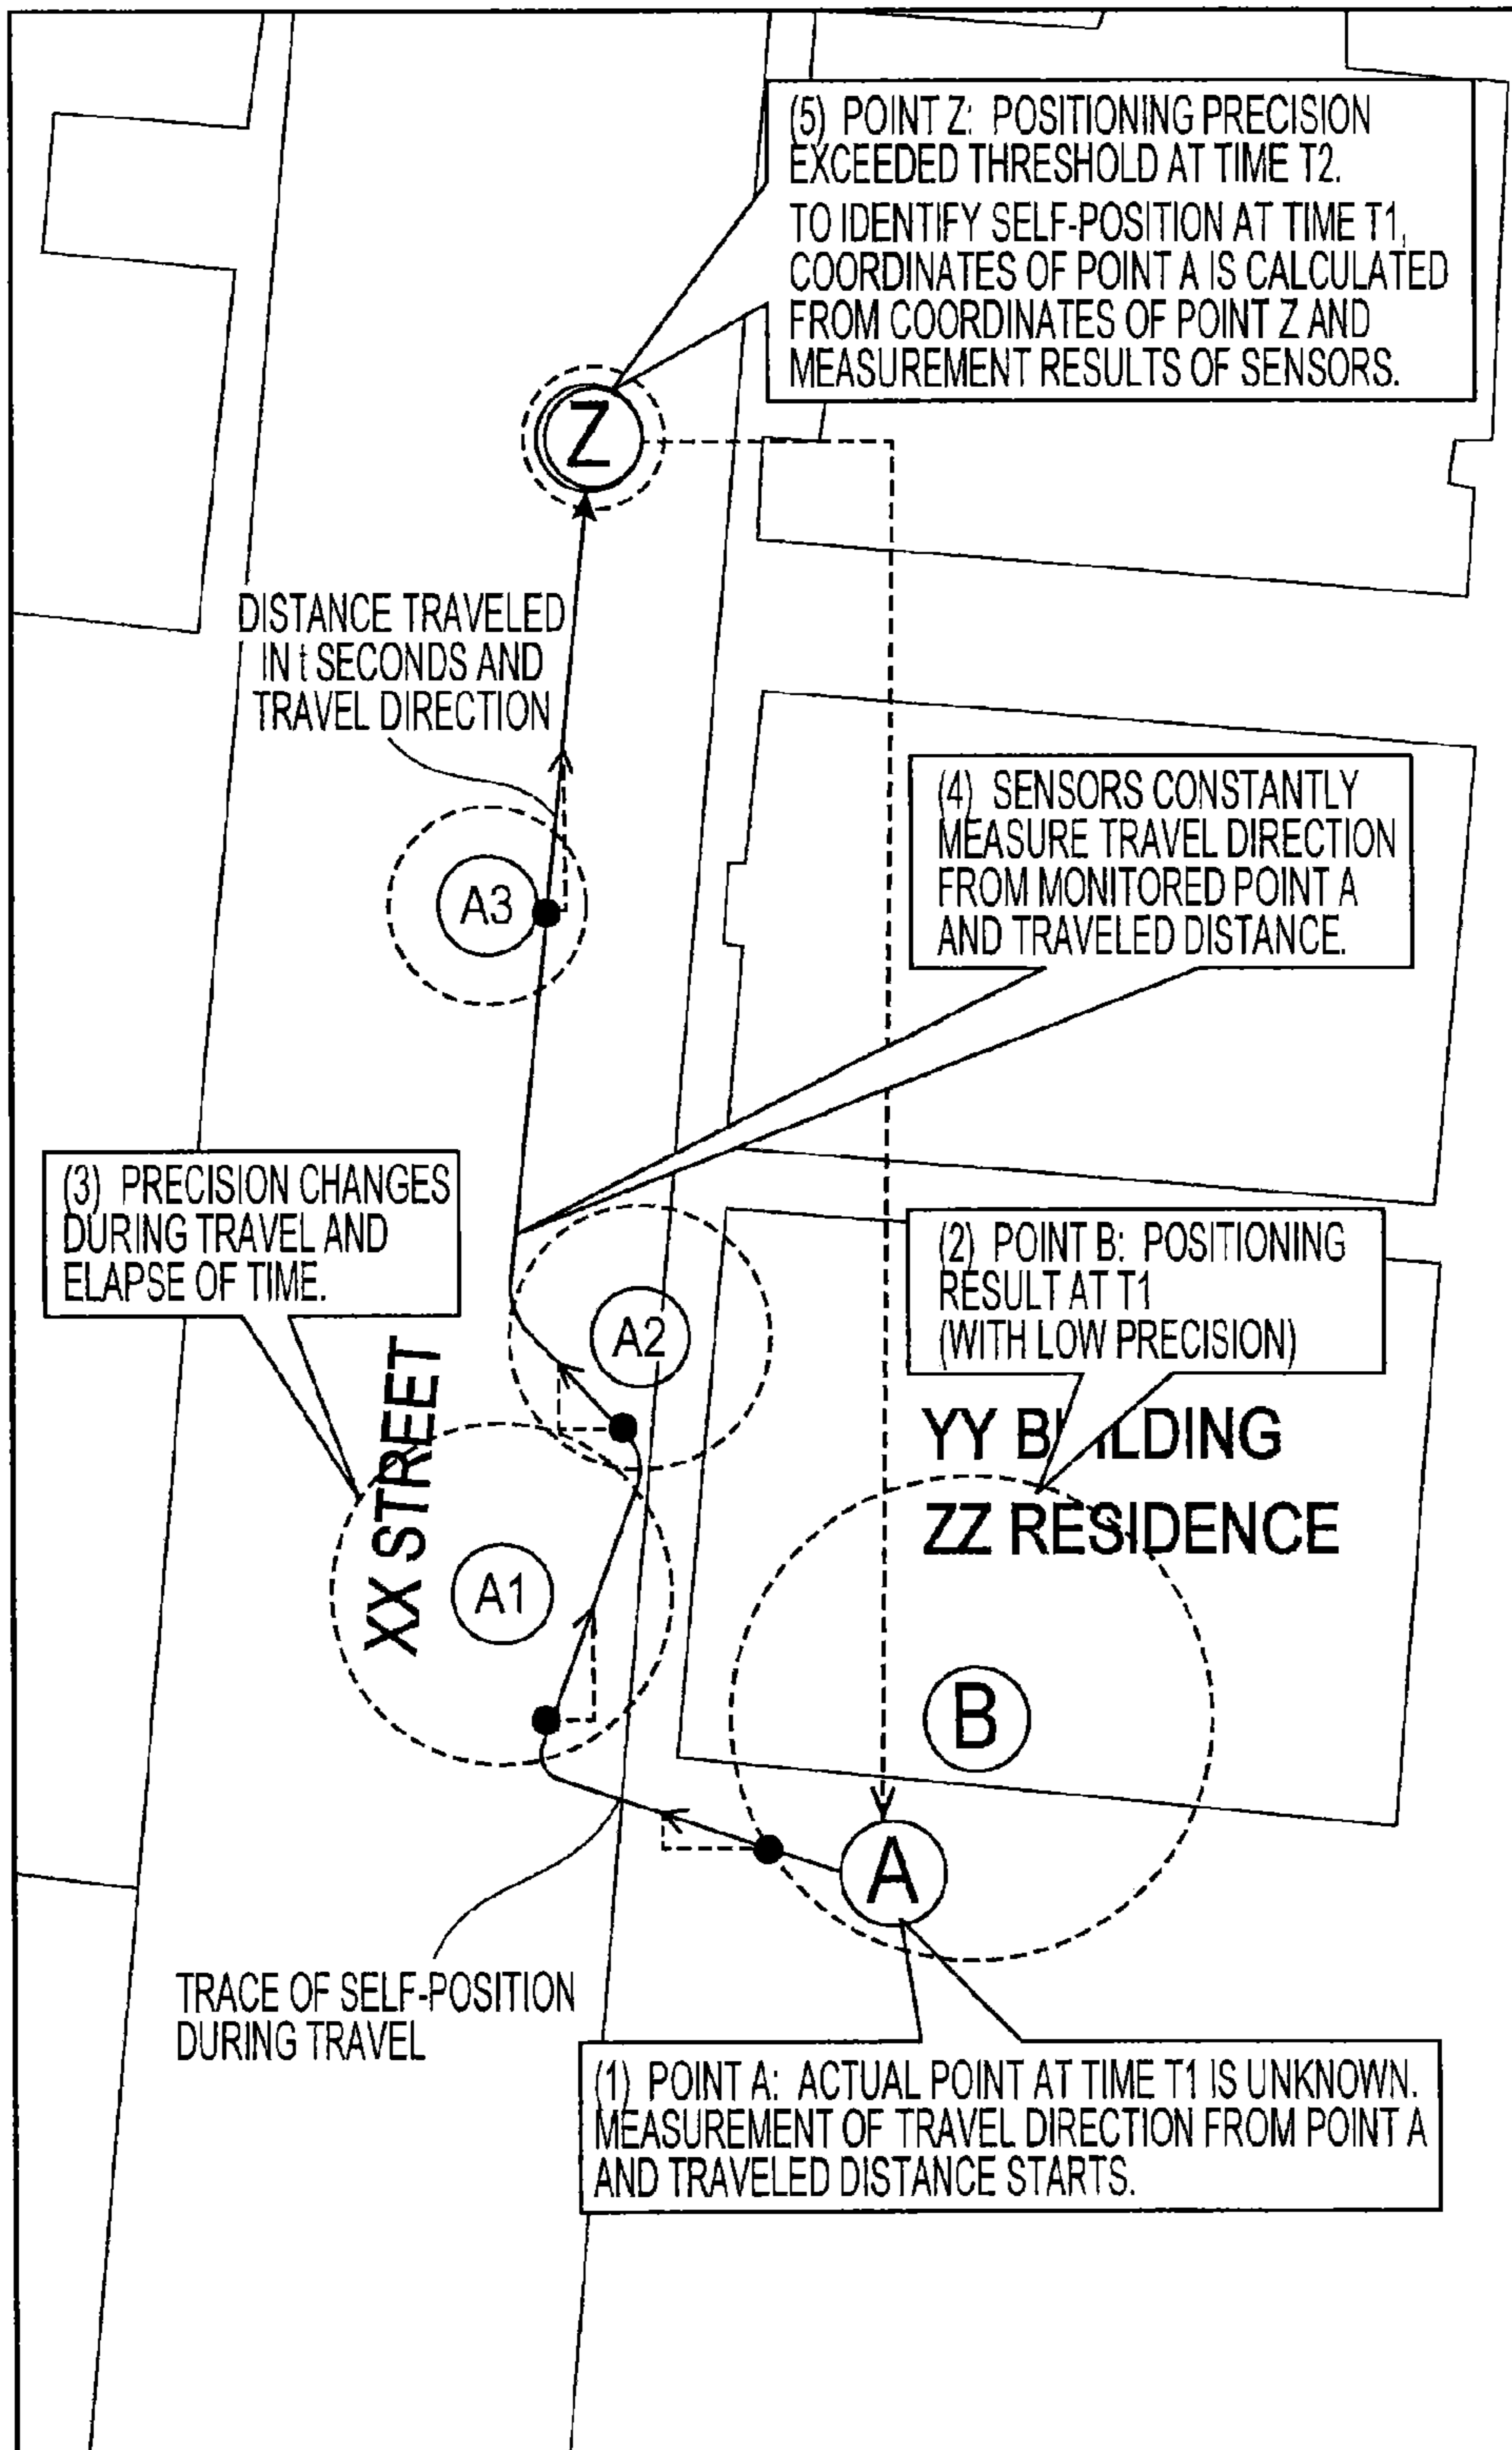 (5) POINT Z: POSITIONING PRECISION
EXCEEDED THRESHOLD AT TIME T2.
TO IDENTIFY SELF-POSITION AT TIME T1,
COORDINATES OF POINT A IS CALCULATED
FROM COORDINATES OF POINT Z AND
MEASUREMENT RESULTS OF SENSORS.
Z
DISTANCE TRAVELED
IN t SECONDS AND
TRAVEL DIRECTION
(4) SENSORS CONSTANTLY
MEASURE TRAVEL DIRECTION
FROM MONITORED POINT A
AND TRAVELED DISTANCE.
A3
(3) PRECISION CHANGES
DURING TRAVEL AND
ELAPSE OF TIME.
(2) POINT B: POSITIONING
RESULT AT T1
(WITH LOW PRECISION)
A2
XX STREET
YY BUILDING
ZZ RESIDENCE
A1
B
A
TRACE OF SELF-POSITION
DURING TRAVEL
(1) POINT A: ACTUAL POINT AT TIME T1 IS UNKNOWN.
MEASUREMENT OF TRAVEL DIRECTION FROM POINT A
AND TRAVELED DISTANCE STARTS.